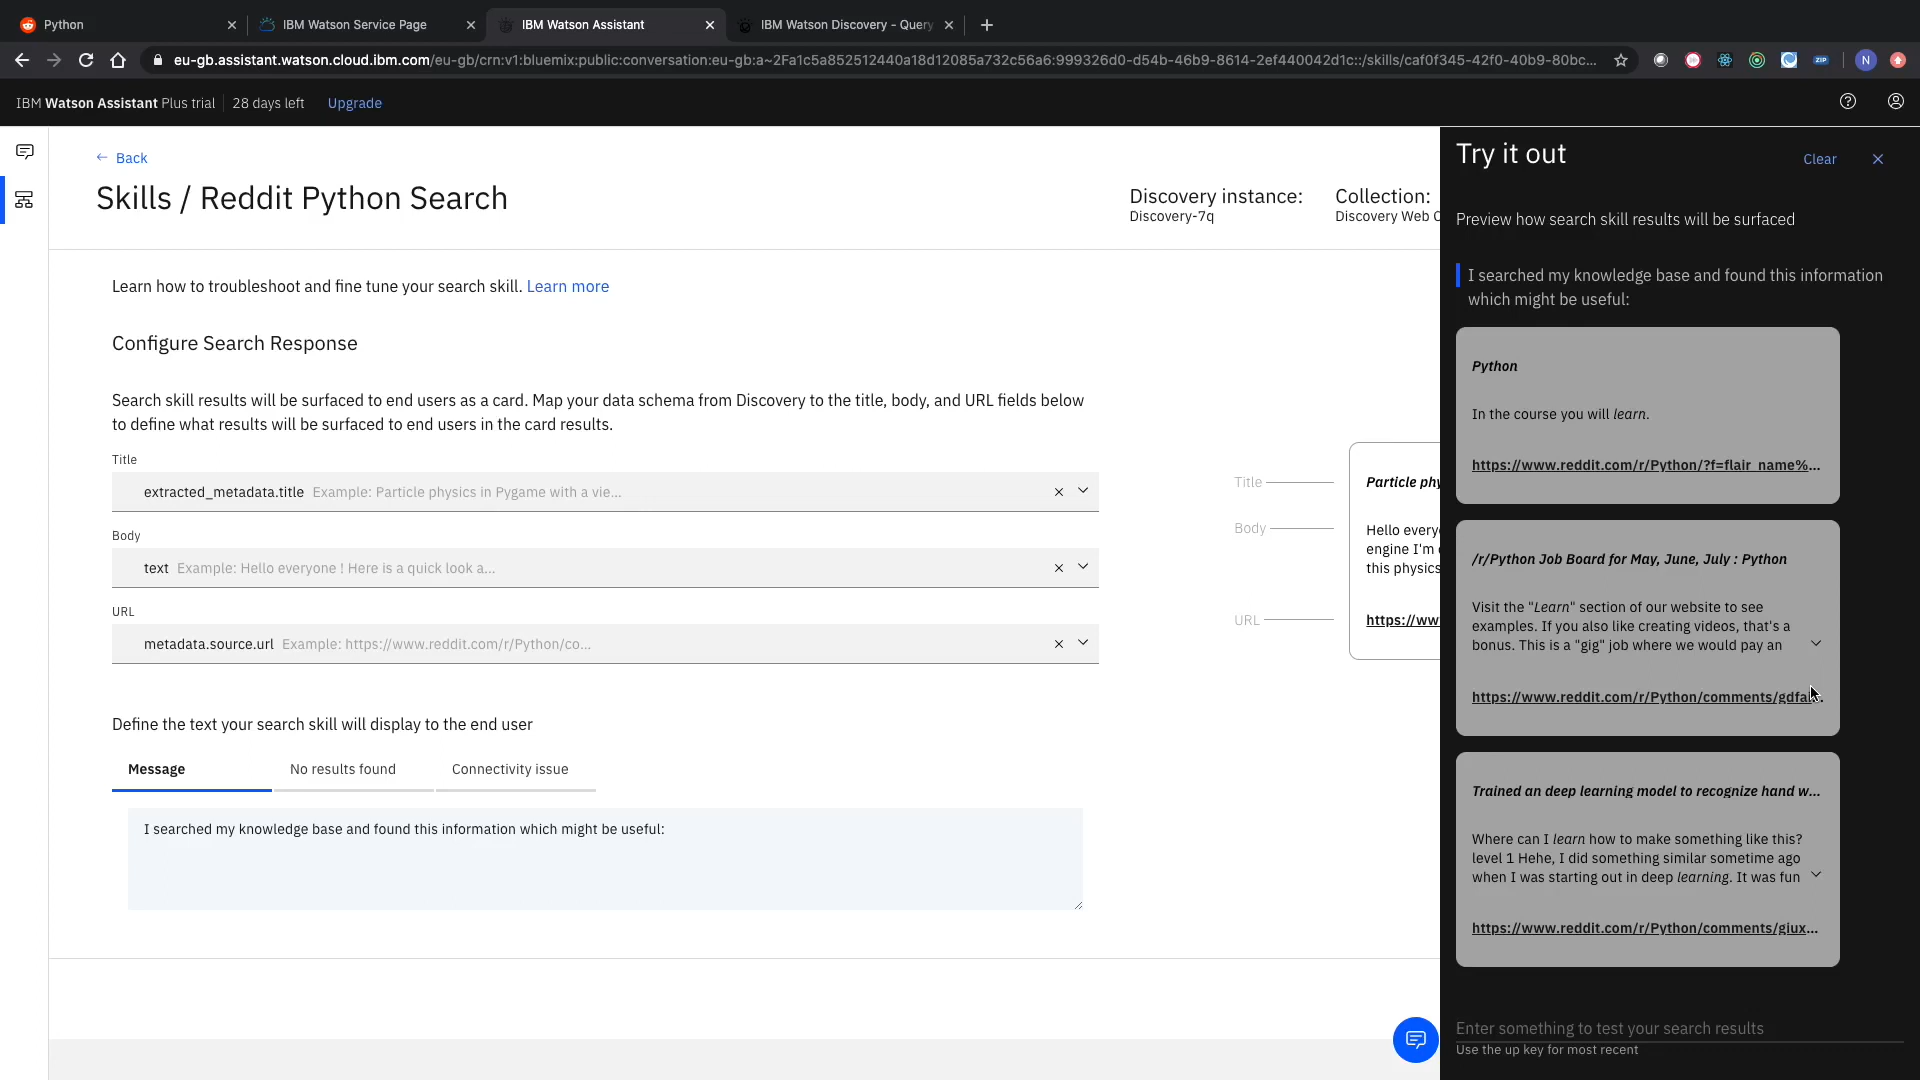 Python
IBM Watson Service Page
IBM Watson Assistant
IBM Watson Discovery - Query
eu-gb.assistant.watson.cloud.ibm.com/eu-gb/crn:v1:bluemix:public:conversation:eu-gb:a~2Fa1c5a852512440a18d12085a732c56a6:999326d0-d54b-46b9-8614-2ef440042d1c::/skills/caf0f345-42f0-40b9-80bc...
ZIP
N
IBM Watson Assistant Plus trial
28 days left
Upgrade
← Back
Skills / Reddit Python Search
Discovery instance:
Discovery-7q
Collection:
Discovery Web C
Learn how to troubleshoot and fine tune your search skill. Learn more
Configure Search Response
Search skill results will be surfaced to end users as a card. Map your data schema from Discovery to the title, body, and URL fields below
to define what results will be surfaced to end users in the card results.
Title
extracted_metadata.title Example: Particle physics in Pygame with a vie...
Body
text Example: Hello everyone ! Here is a quick look a...
URL
metadata.source.url Example: https://www.reddit.com/r/Python/co...
Title
Particle phy
Body
Hello every
engine I'm
this physics
URL
https://ww
Define the text your search skill will display to the end user
Message
No results found
Connectivity issue
I searched my knowledge base and found this information which might be useful:
Try it out
Clear
Preview how search skill results will be surfaced
I searched my knowledge base and found this information
which might be useful:
Python
In the course you will learn.
https://www.reddit.com/r/Python/?f=flair_name%...
/r/Python Job Board for May, June, July : Python
Visit the "Learn" section of our website to see
examples. If you also like creating videos, that's a
bonus. This is a "gig" job where we would pay an
https://www.reddit.com/r/Python/comments/gdfa
Trained an deep learning model to recognize hand w...
Where can I learn how to make something like this?
level 1 Hehe, I did something similar sometime ago
when I was starting out in deep learning. It was fun
https://www.reddit.com/r/Python/comments/giux...
Enter something to test your search results
Use the up key for most recent